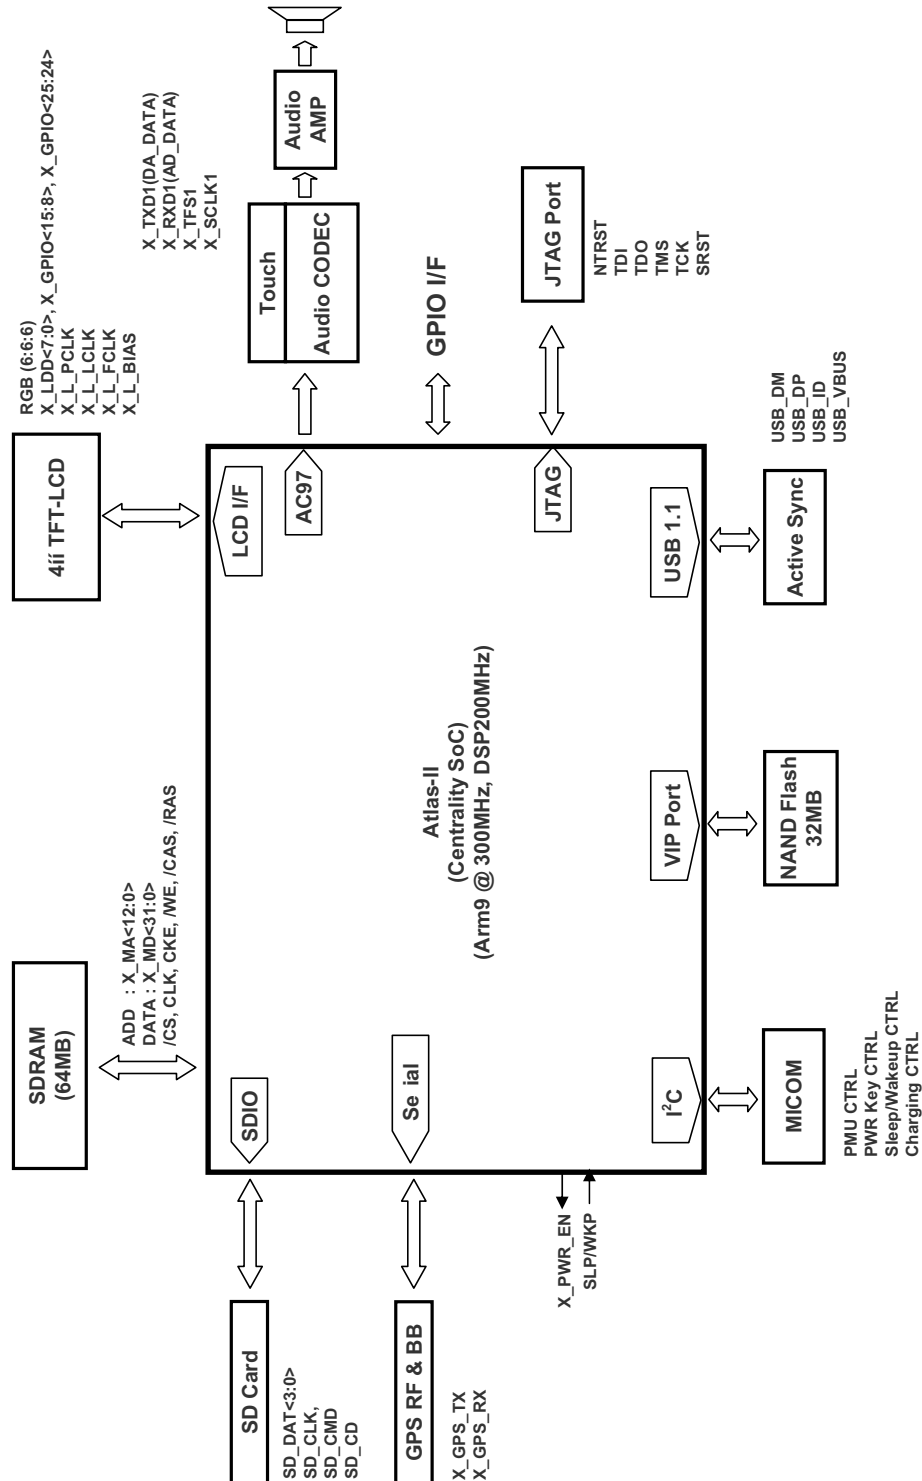 SDRAM
(64MB)
ADD : X_MA<12:0>
DATA : X_MD<31:0>
/CS, CLK, CKE, /WE, /CAS, /RAS
4íí TFT-LCD
RGB (6:6:6)
X_LDD<7:0>, X_GPIO<15:8>, X_GPIO<25:24>
X_L_PCLK
X_L_LCLK
X_L_FCLK
X_L_BIAS
SD Card
SD_DAT<3:0>
SD_CLK,
SD_CMD
SD_CD
SDIO
LCD I/F
AC97
Touch
Audio CODEC
X_TXD1(DA_DATA)
X_RXD1(AD_DATA)
X_TFS1
X_SCLK1
Audio
AMP
GPS RF & BB
X_GPS_TX
X_GPS_RX
Se ial
Atlas-II
(Centrality SoC)
(Arm9 @ 300MHz, DSP200MHz)
GPIO I/F
X_PWR_EN
SLP/WKP
JTAG
JTAG Port
NTRST
TDI
TDO
TMS
TCK
SRST
I²C
VIP Port
USB 1.1
MICOM
PMU CTRL
PWR Key CTRL
Sleep/Wakeup CTRL
Charging CTRL
NAND Flash
32MB
Active Sync
USB_DM
USB_DP
USB_ID
USB_VBUS